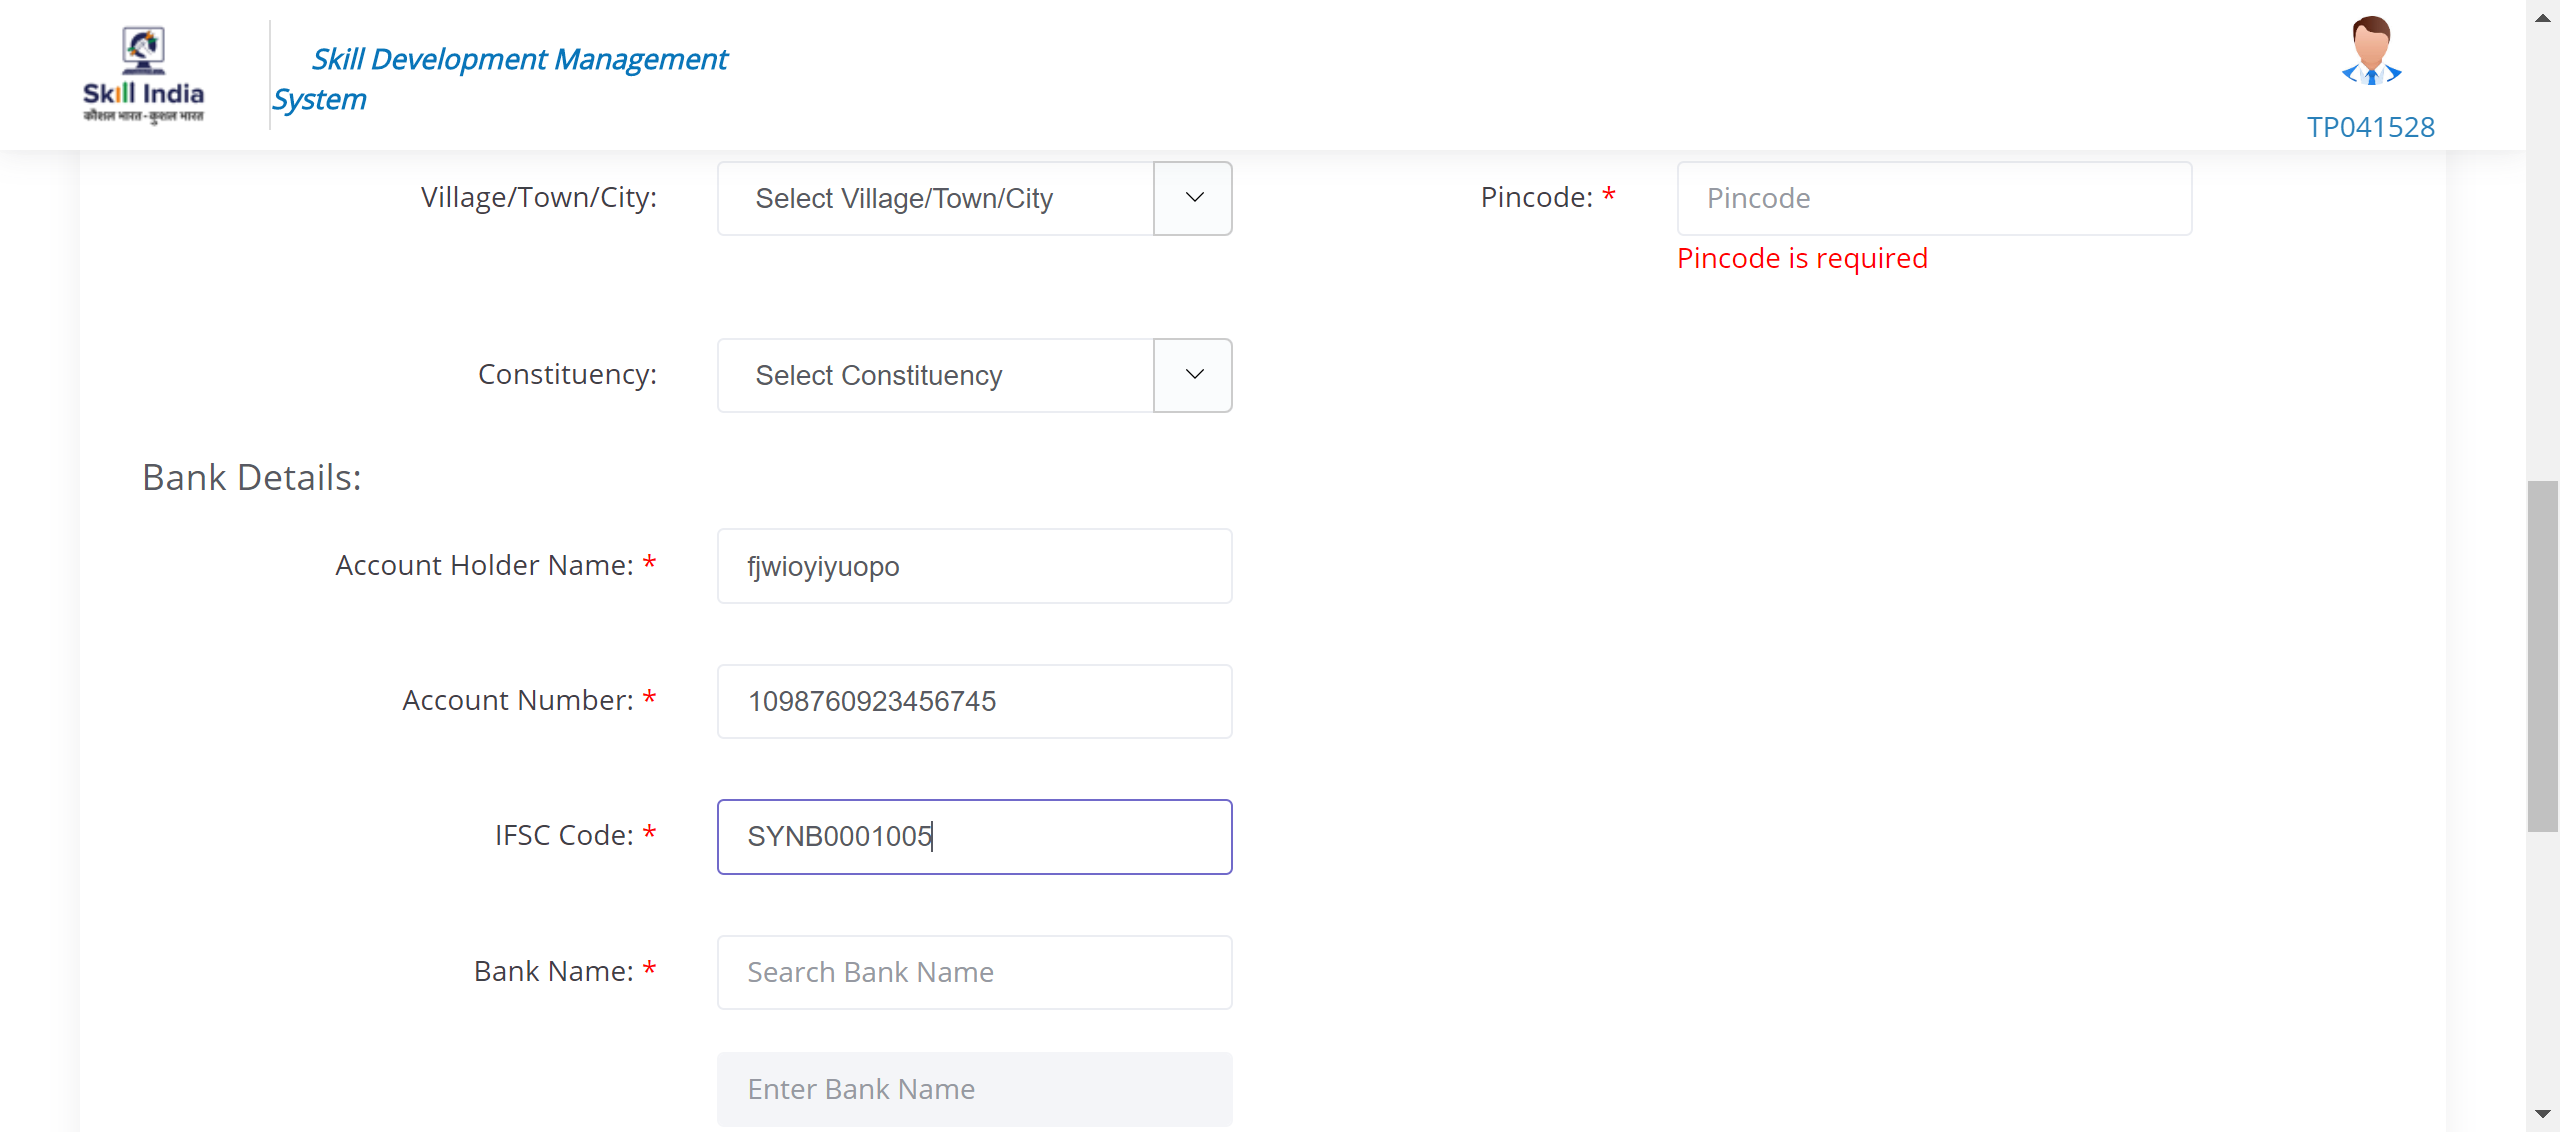 Skill India
कौशल भारत - कुशल भारत
Skill Development Management
System
TP041528
Village/Town/City:
Select Village/Town/City
Pincode: *
Pincode
Pincode is required
Constituency:
Select Constituency
Bank Details:
Account Holder Name: *
fjwioyiyuopo
Account Number: *
1098760923456745
IFSC Code: *
SYNB0001005
Bank Name: *
Search Bank Name
Enter Bank Name